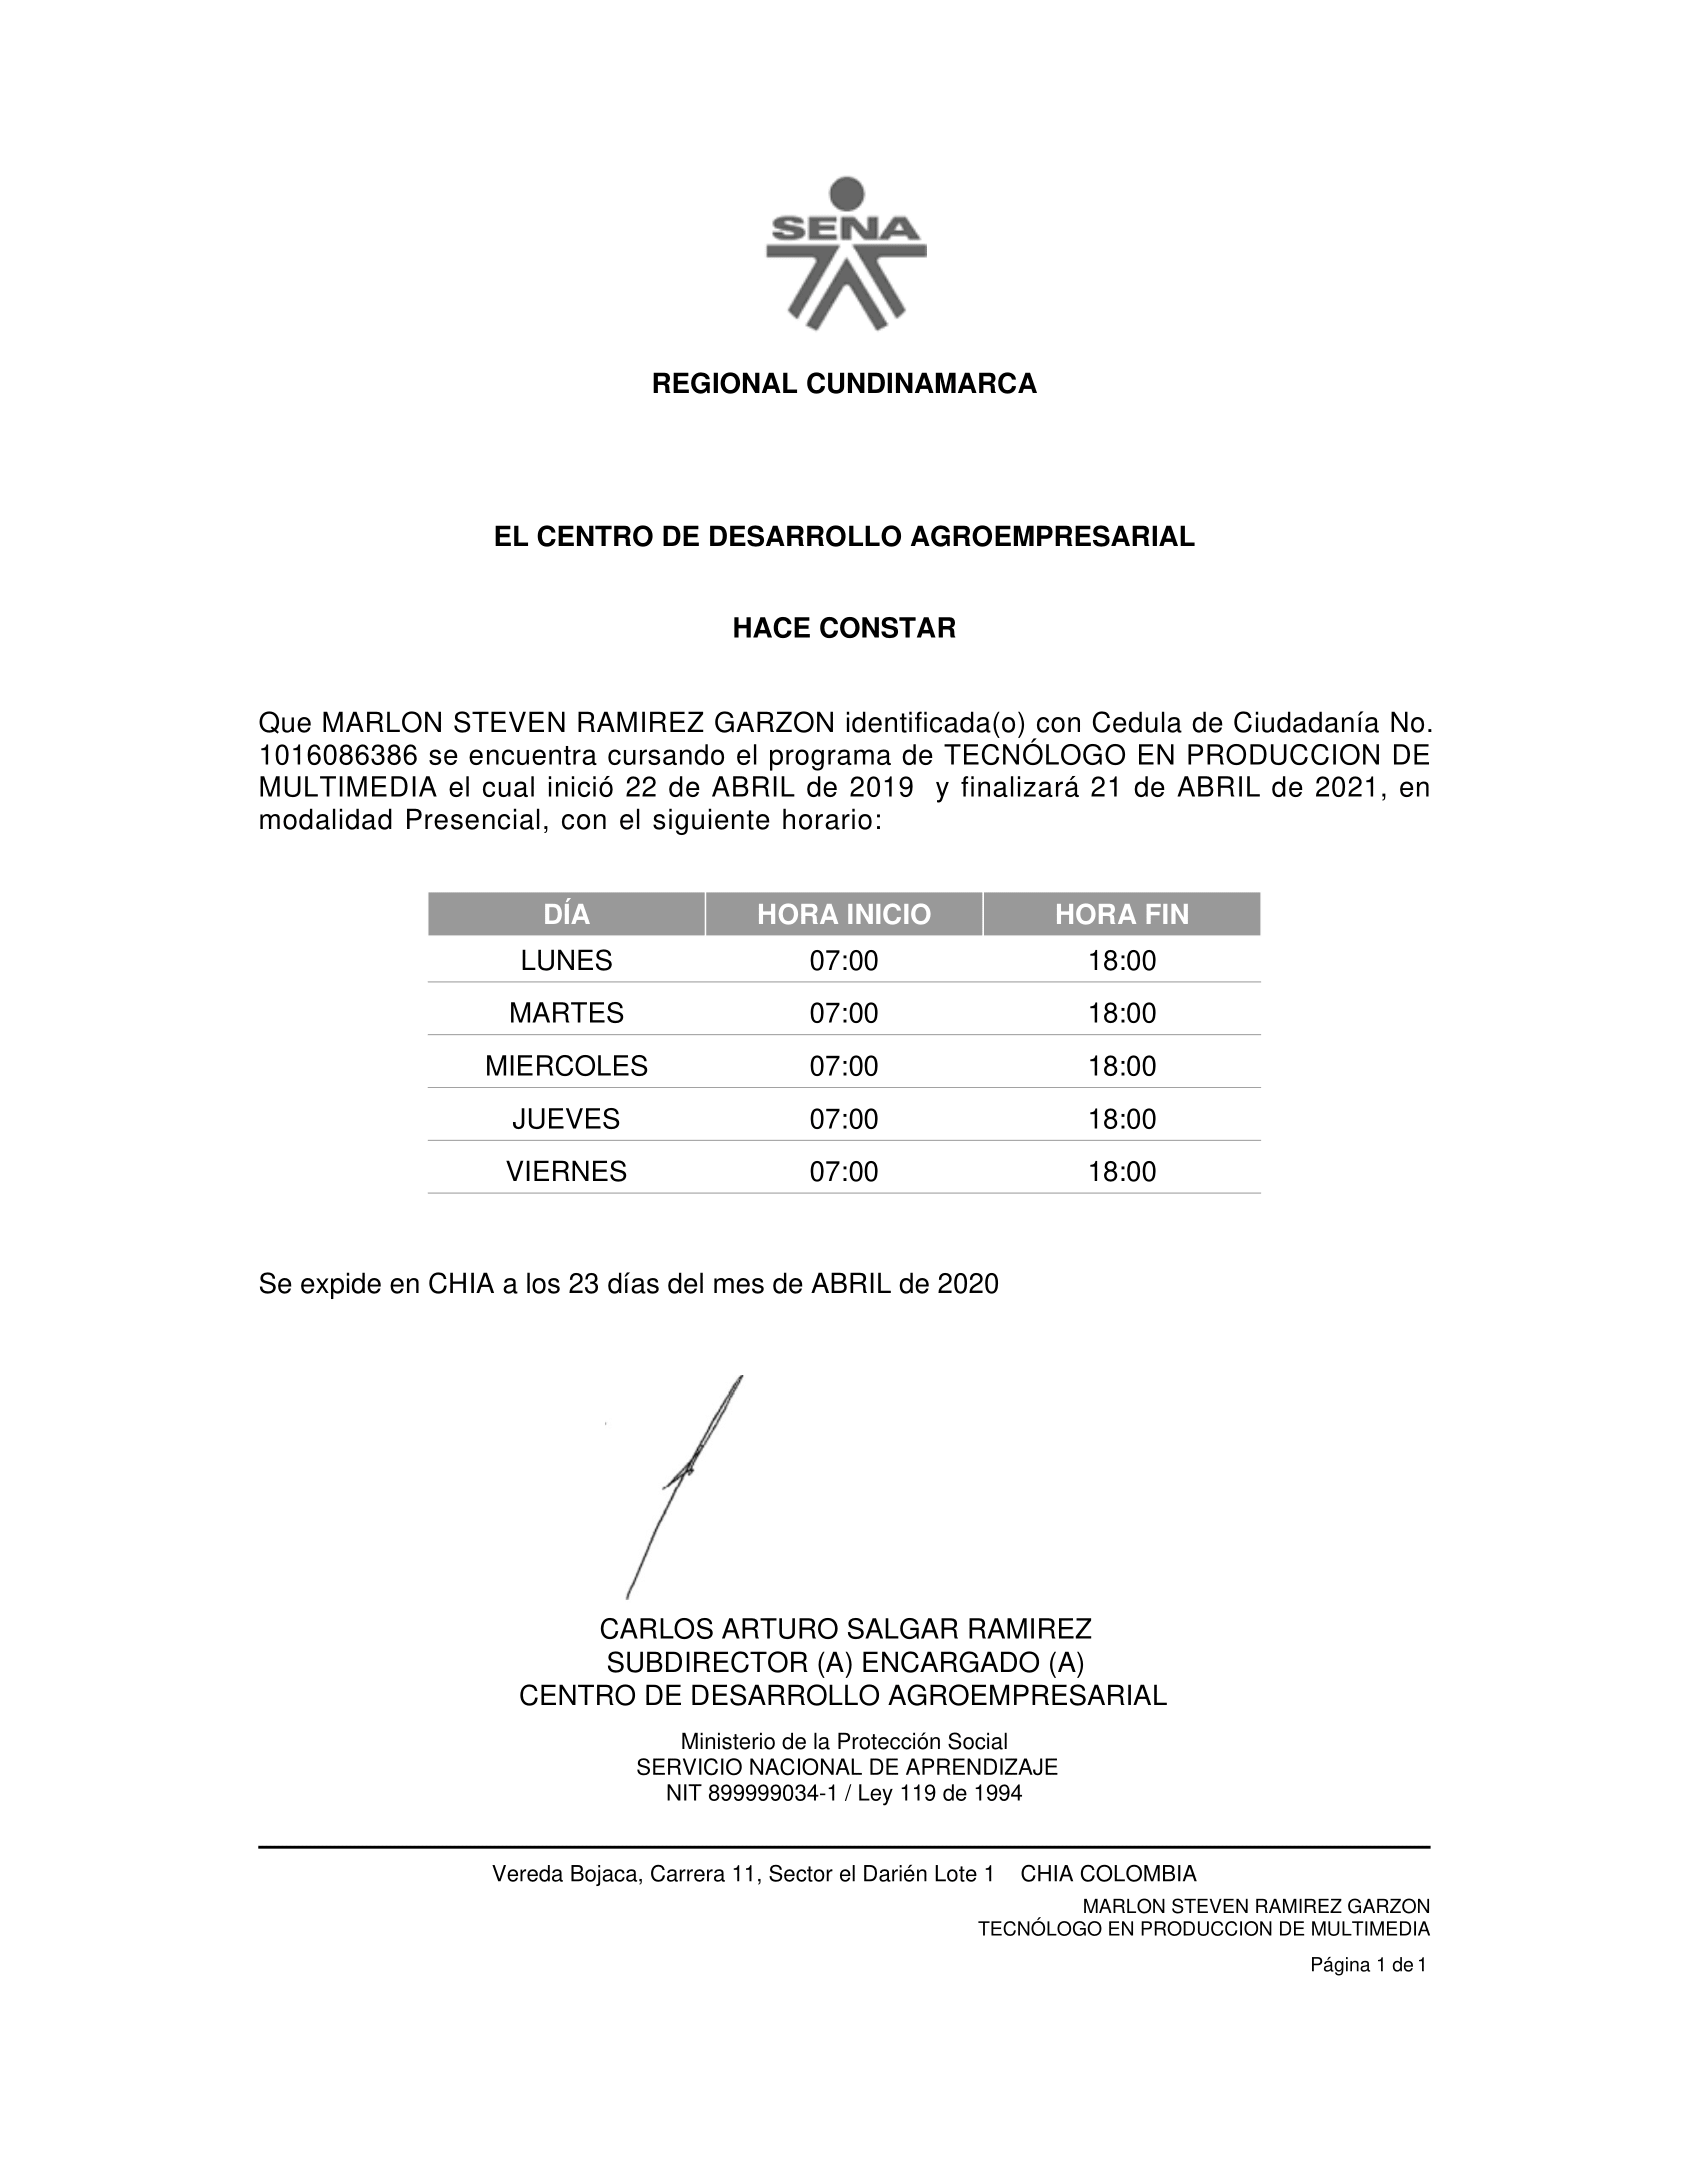 SENA
REGIONAL CUNDINAMARCA
EL CENTRO DE DESARROLLO AGROEMPRESARIAL
HACE CONSTAR
Que MARLON STEVEN RAMIREZ GARZON identificada(o) con Cedula de Ciudadanía No.
1016086386 se encuentra cursando el programa de TECNÓLOGO EN PRODUCCION DE
MULTIMEDIA el cual inició 22 de ABRIL de 2019 y finalizará 21 de ABRIL de 2021, en
modalidad Presencial, con el siguiente horario:
DÍA HORA INICIO HORA FIN
LUNES 07:00 18:00
MARTES 07:00 18:00
MIERCOLES 07:00 18:00
JUEVES 07:00 18:00
VIERNES 07:00 18:00
Se expide en CHIA a los 23 días del mes de ABRIL de 2020
CARLOS ARTURO SALGAR RAMIREZ
SUBDIRECTOR (A) ENCARGADO (A)
CENTRO DE DESARROLLO AGROEMPRESARIAL
Ministerio de la Protección Social
SERVICIO NACIONAL DE APRENDIZAJE
NIT 899999034-1 / Ley 119 de 1994
Vereda Bojaca, Carrera 11, Sector el Darién Lote 1 CHIA COLOMBIA
MARLON STEVEN RAMIREZ GARZON
TECNÓLOGO EN PRODUCCION DE MULTIMEDIA
Página 1 de 1